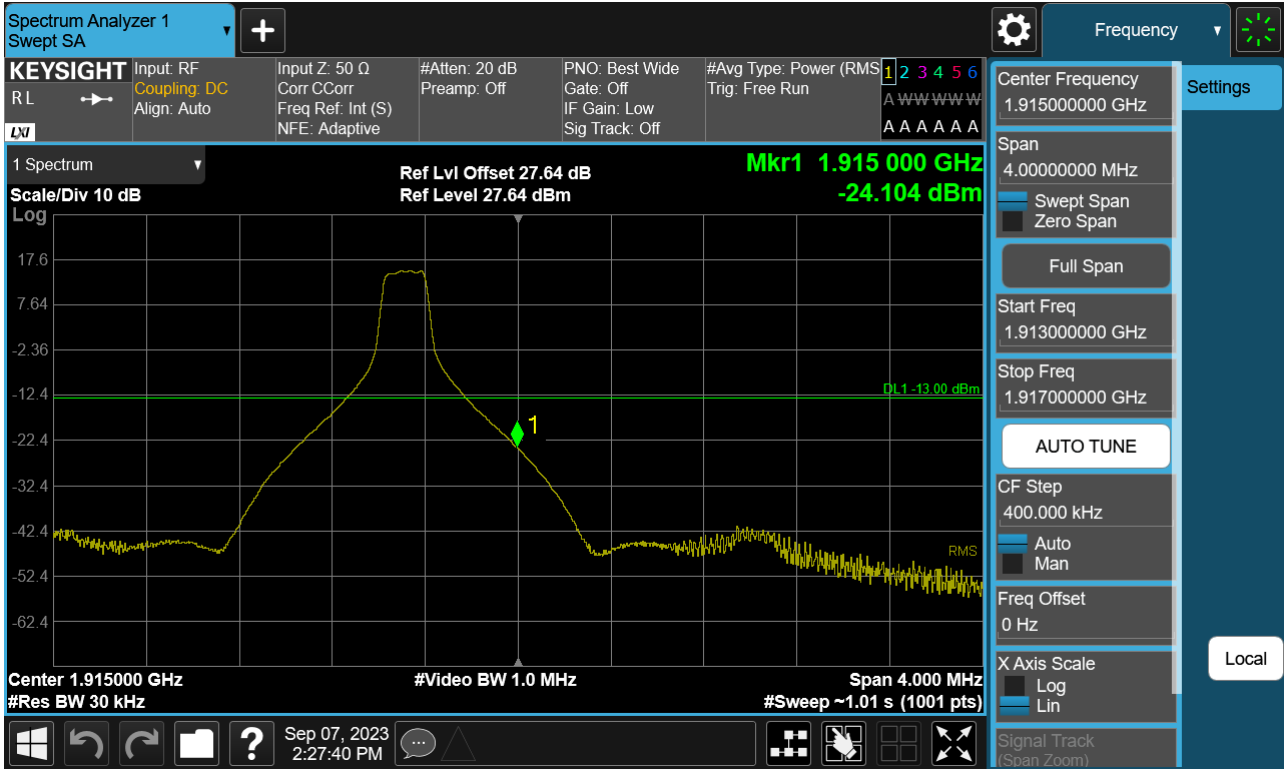 Spectrum Analyzer 1
Swept SA
Frequency
KEYSIGHT
R L
LXI
Input: RF
Coupling: DC
Align: Auto
Input Z: 50 Ω
Corr CCorr
Freq Ref: Int (S)
NFE: Adaptive
#Atten: 20 dB
Preamp: Off
PNO: Best Wide
Gate: Off
IF Gain: Low
Sig Track: Off
#Avg Type: Power (RMS
Trig: Free Run
1 2 3 4 5 6
A W W W W W
A A A A A A
1 Spectrum
Scale/Div 10 dB
Log
Ref Lvl Offset 27.64 dB
Ref Level 27.64 dBm
Mkr1 1.915 000 GHz
-24.104 dBm
17.6
7.64
-2.36
-12.4
-22.4
-32.4
-42.4
-52.4
-62.4
DL1 -13.00 dBm
1
RMS
Center 1.915000 GHz
#Video BW 1.0 MHz
Span 4.000 MHz
#Res BW 30 kHz
#Sweep ~1.01 s (1001 pts)
Center Frequency
1.915000000 GHz
Span
4.00000000 MHz
Swept Span
Zero Span
Full Span
Start Freq
1.913000000 GHz
Stop Freq
1.917000000 GHz
AUTO TUNE
CF Step
400.000 kHz
Auto
Man
Freq Offset
0 Hz
X Axis Scale
Log
Lin
Signal Track
(Span Zoom)
Settings
Local
?
Sep 07, 2023
2:27:40 PM